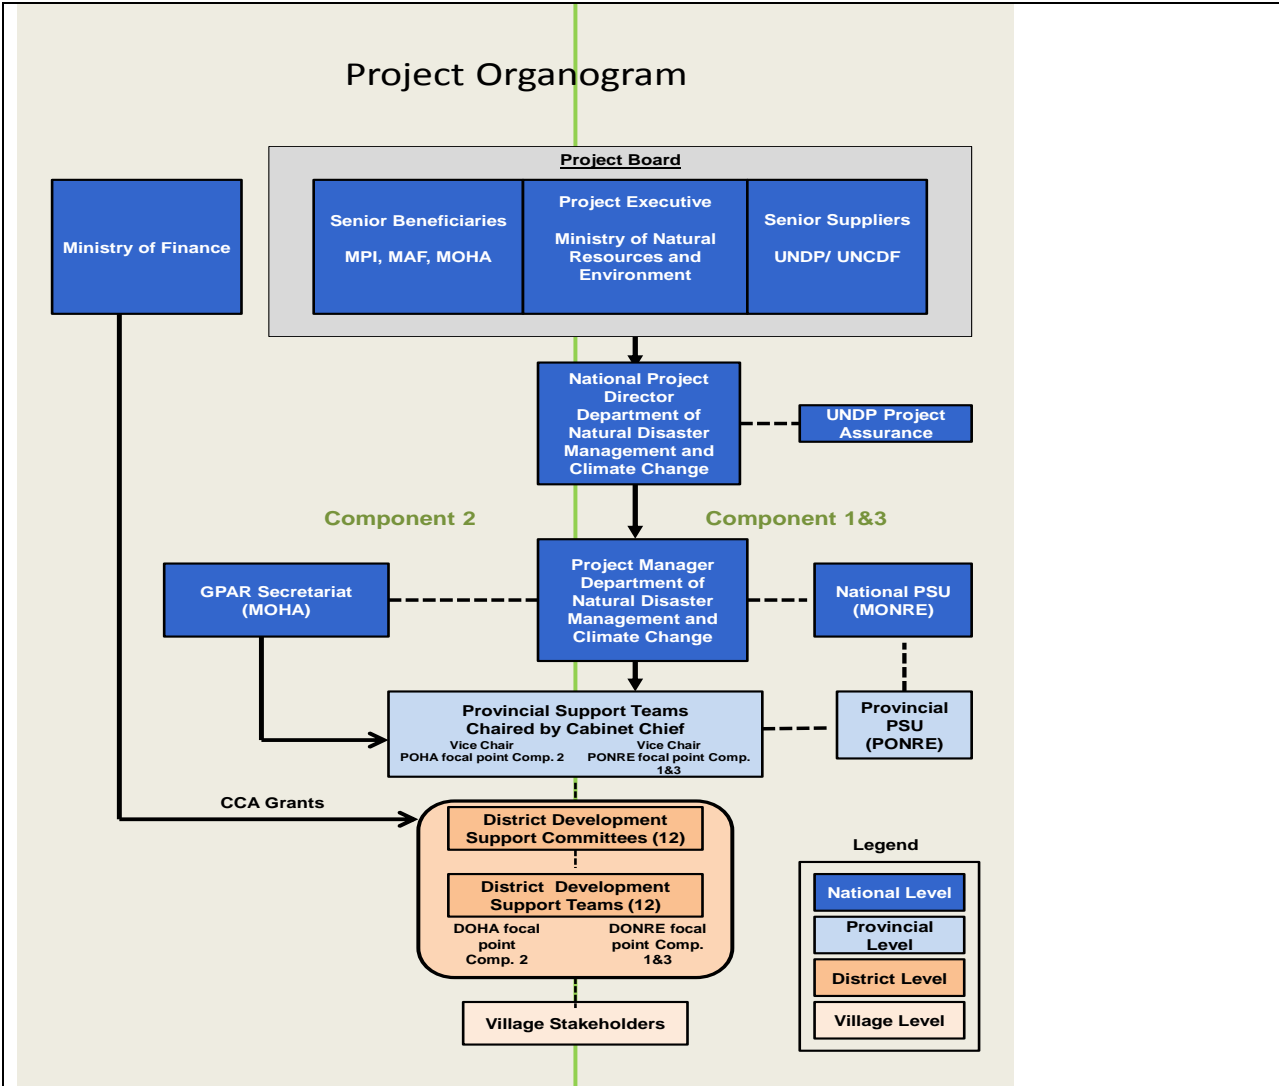 Project Organogram
Project Board
Ministry of Finance
Senior Beneficiaries
MPI, MAF, MOHA
Project Executive
Ministry of Natural
Resources and
Environment
Senior Suppliers
UNDP/ UNCDF
National Project
Director
Department of
Natural Disaster
Management and
Climate Change
UNDP Project
Assurance
Component 2
Component 1&3
GPAR Secretariat
(MOHA)
Project Manager
Department of
Natural Disaster
Management and
Climate Change
National PSU
(MONRE)
Provincial Support Teams
Chaired by Cabinet Chief
Vice Chair
POHA focal point Comp. 2
Vice Chair
PONRE focal point Comp.
1&3
Provincial
PSU
(PONRE)
CCA Grants
District Development
Support Committees (12)
District Development
Support Teams (12)
DOHA focal
point
Comp. 2
DONRE focal
point Comp.
1&3
Village Stakeholders
Legend
National Level
Provincial
Level
District Level
Village Level